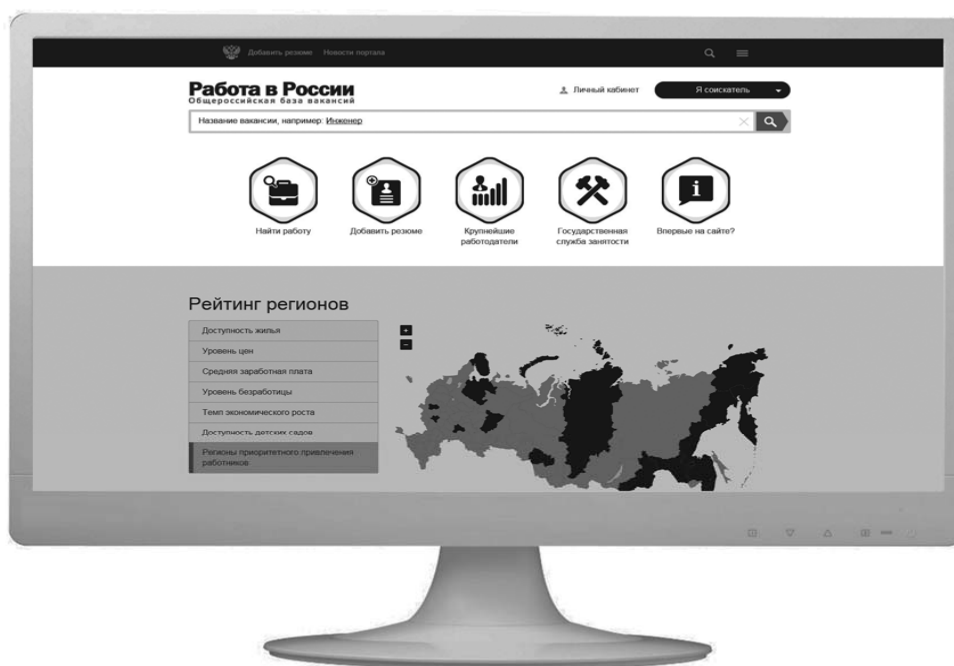 Добавить резюме Новости портала
Работа в России
Общероссийская база вакансий
Личный кабинет
Я соискатель
Название вакансии, например: Инженер
Найти работу
Добавить резюме
Крупнейшие
работодатели
Государственная
служба занятости
Впервые на сайте?
Рейтинг регионов
Доступность жилья
Уровень цен
Средняя заработная плата
Уровень безработицы
Темп экономического роста
Доступность детских садов
Регионы приоритетного привлечения
работников